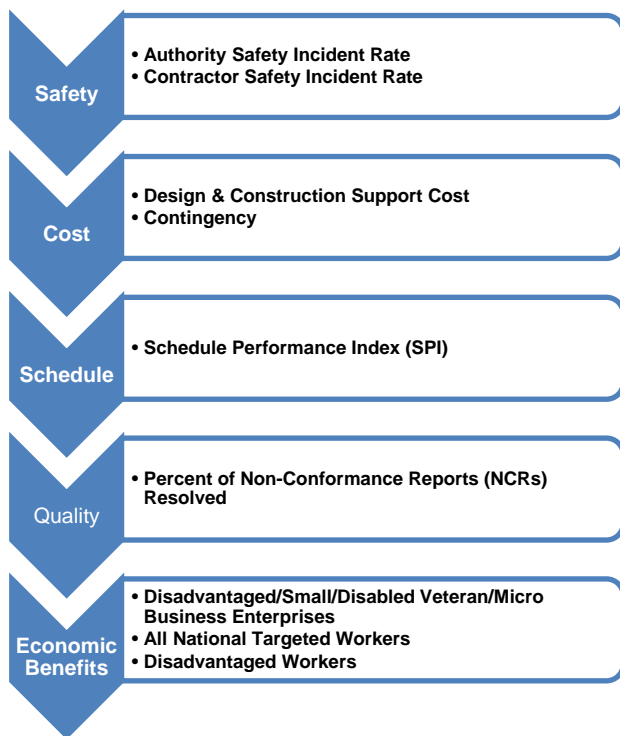 Safety
• Authority Safety Incident Rate
• Contractor Safety Incident Rate
Cost
• Design & Construction Support Cost
• Contingency
Schedule
• Schedule Performance Index (SPI)
Quality
• Percent of Non-Conformance Reports (NCRs)
Resolved
Economic
Benefits
• Disadvantaged/Small/Disabled Veteran/Micro
Business Enterprises
• All National Targeted Workers
• Disadvantaged Workers